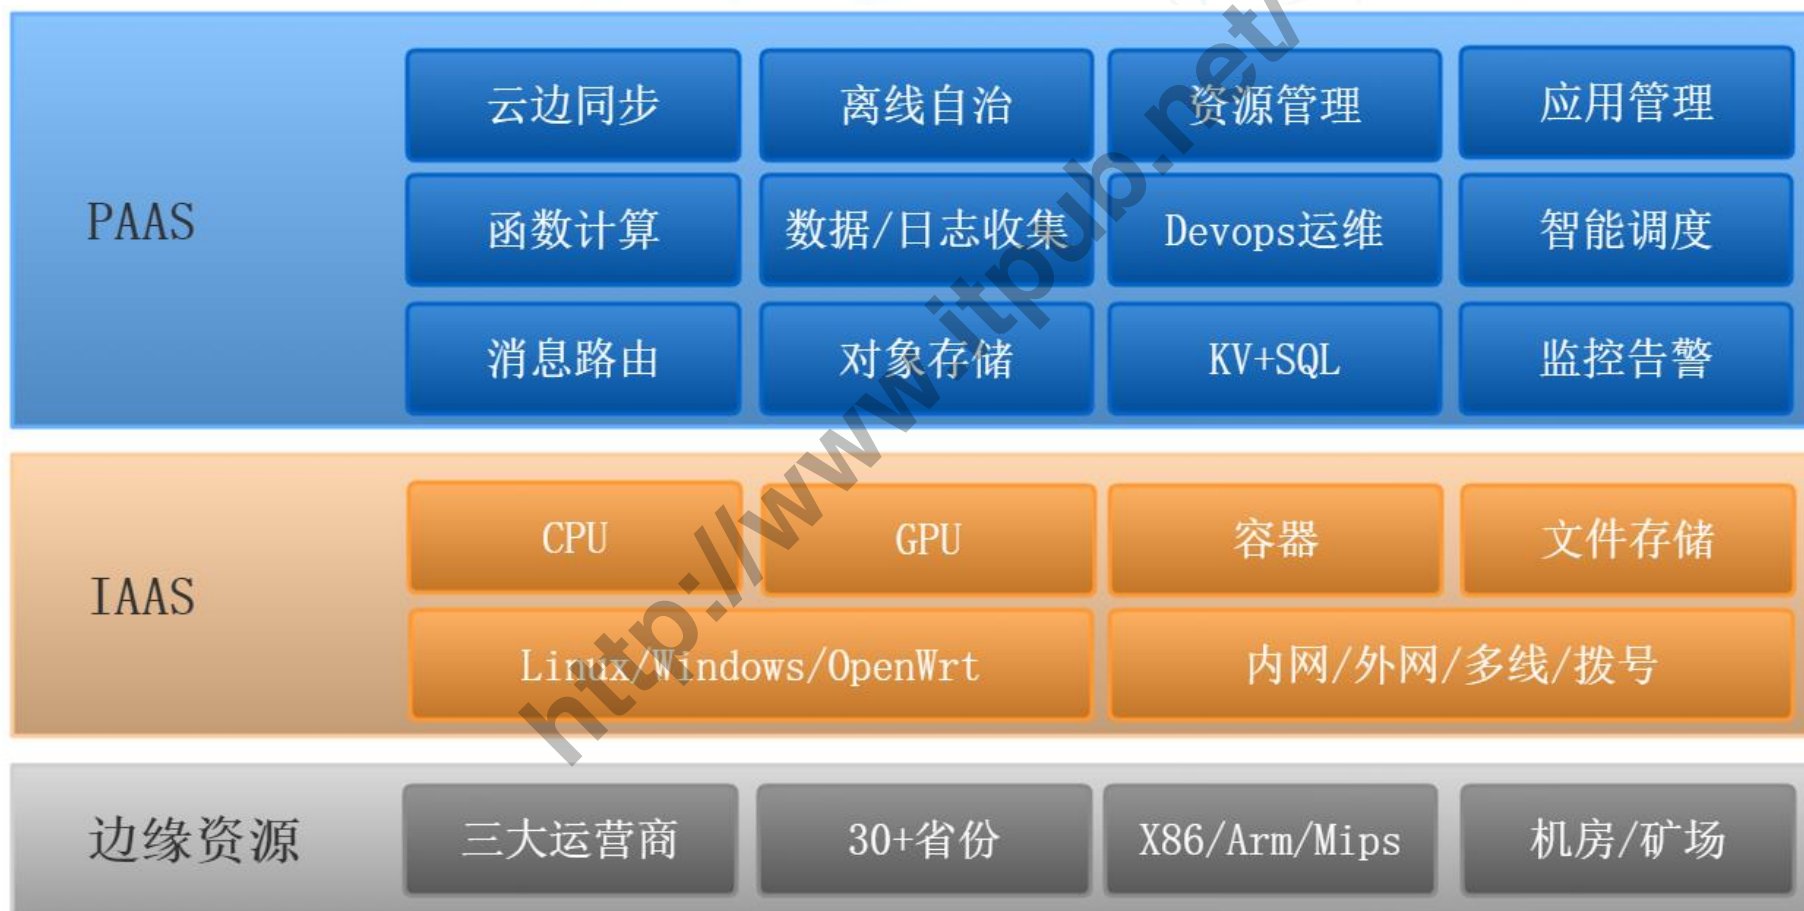 云边同步 离线自治 资源管理 应用管理
PAAS 函数计算 数据/日志收集 Devops运维 智能调度
消息路由 对象存储 KV+SQL 监控告警
CPU GPU 容器 文件存储
IAAS
Linux/Windows/OpenWrt 内网/外网/多线/拨号
边缘资源 三大运营商 30+省份 X86/Arm/Mips 机房/矿场
http://www.itpub.net/